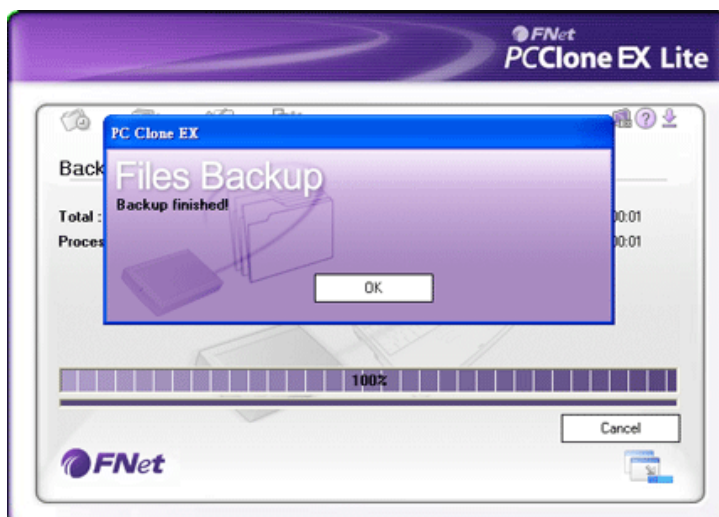 FNet
PCClone EX Lite
PC Clone EX
Back
Files Backup
Backup finished!
Total :
00:01
Proces
00:01
OK
100%
Cancel
FNet